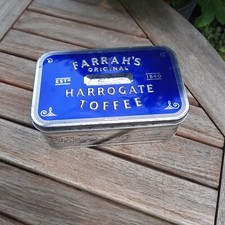 FARRAH'S
ORIGINAL
ESTD 1840
HARROGATE
TOFFEE